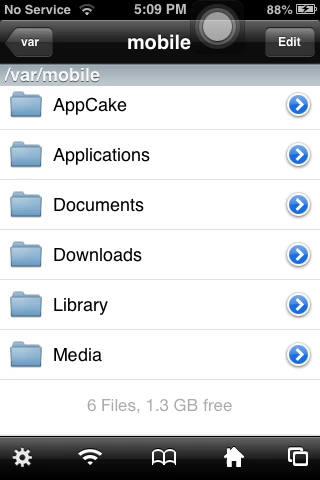 No Service 5:09 PM 88%
var mobile Edit
/var/mobile
AppCake
Applications
Documents
Downloads
Library
Media
6 Files, 1.3 GB free